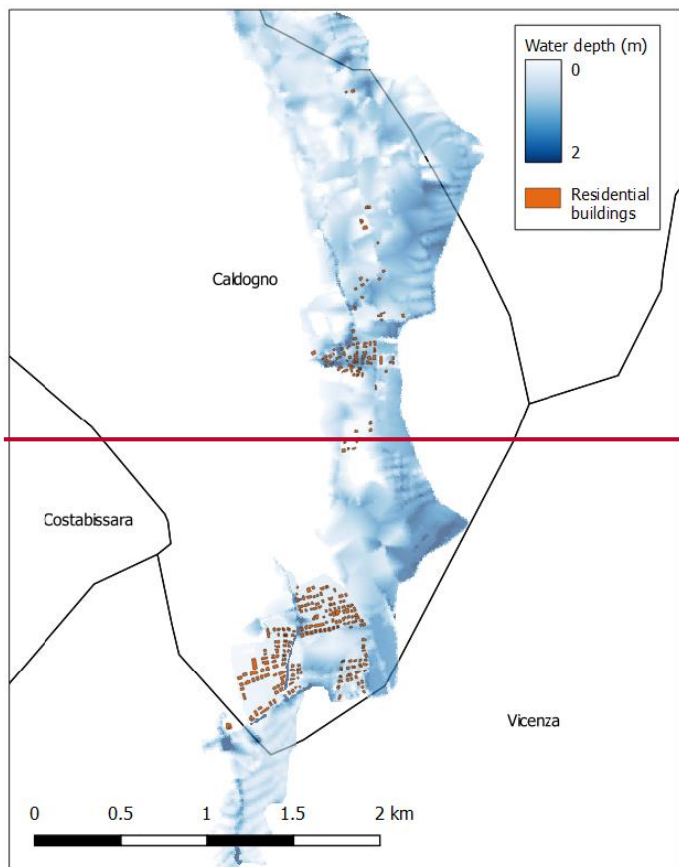 Water depth (m)
0
2
Residential
buildings
Caldogno
Costabissara
Vicenza
0 0.5 1 1.5 2 km